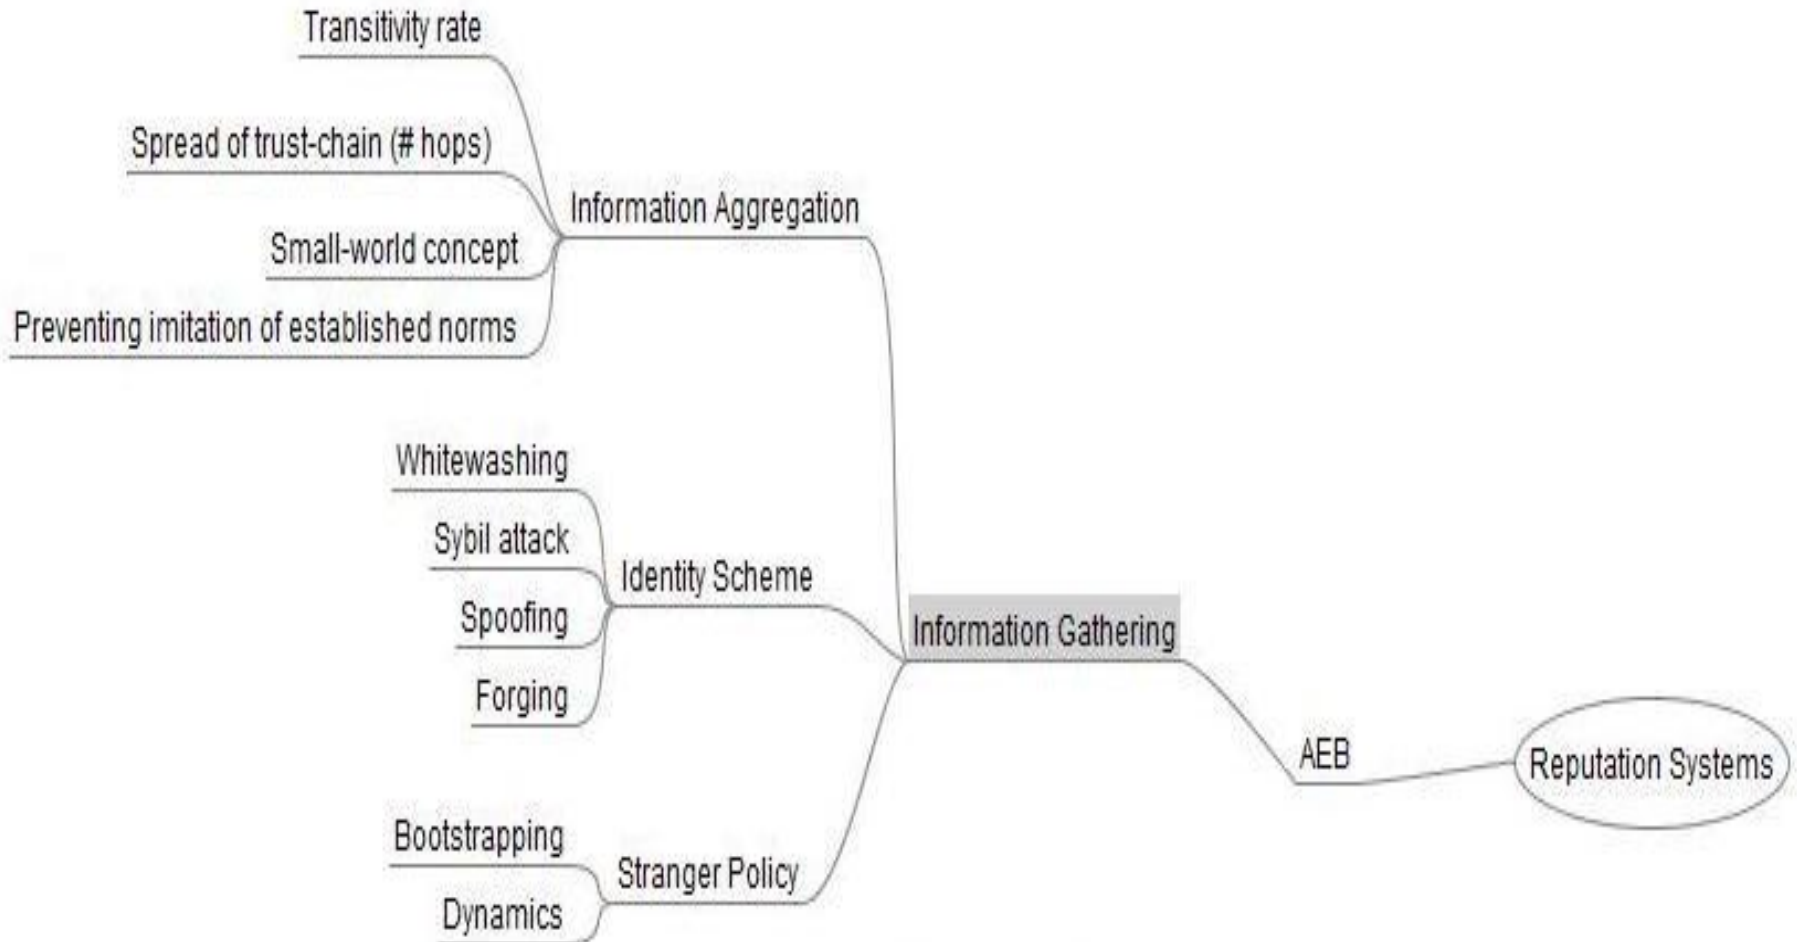 Transitivity rate
Spread of trust-chain (# hops)
Information Aggregation
Small-world concept
Preventing imitation of established norms
Whitewashing
Sybil attack
Identity Scheme
Spoofing
Information Gathering
Forging
AEB
Reputation Systems
Bootstrapping
Stranger Policy
Dynamics